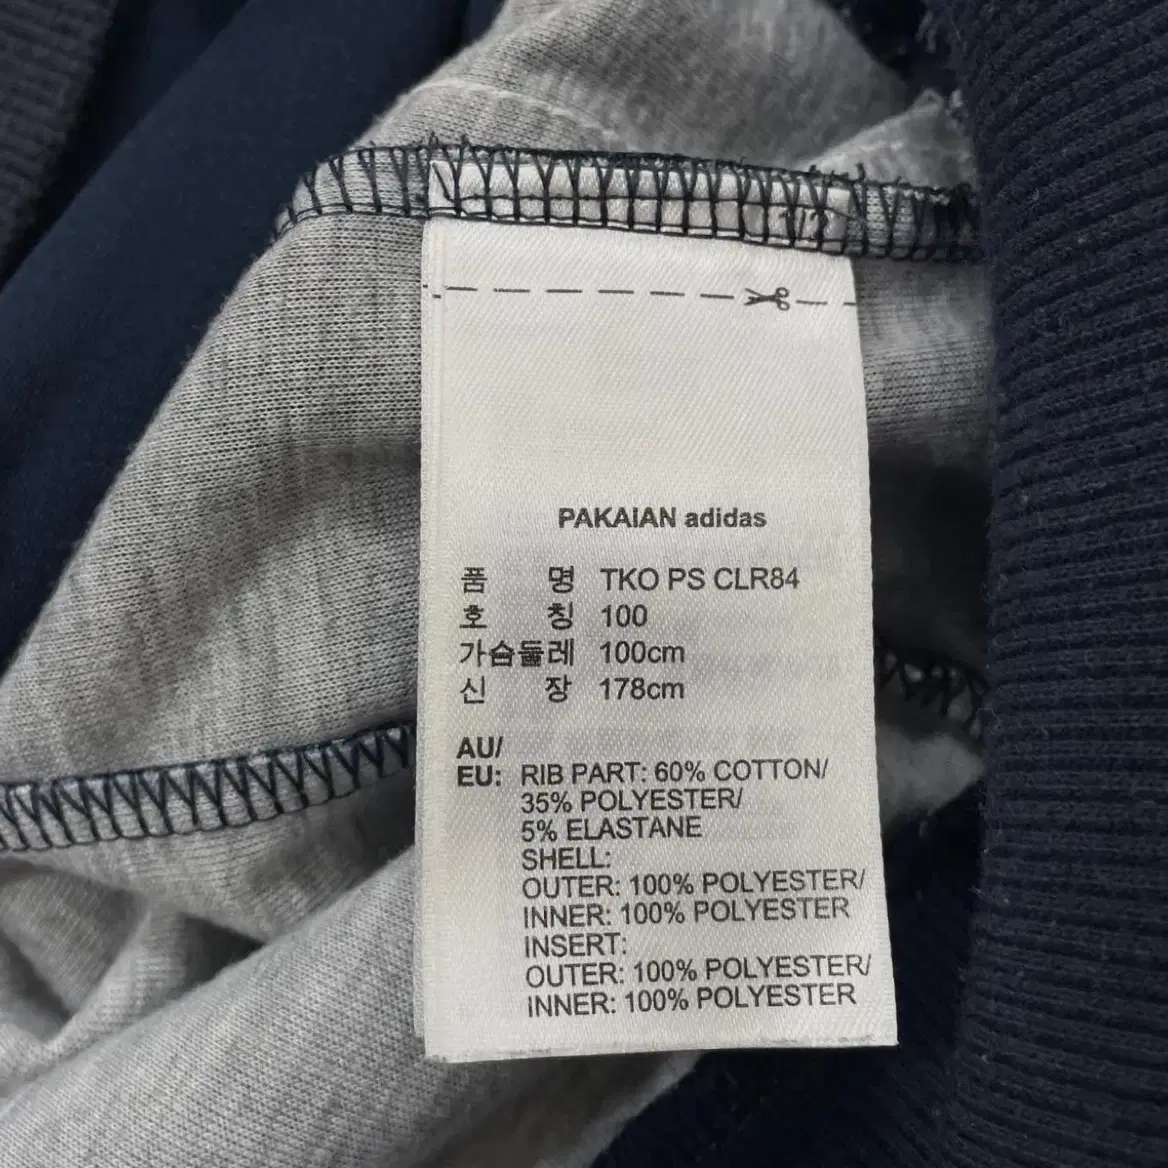 1/2
PAKAIAN adidas
품 명 TKO PS CLR84
호 칭 100
가슴둘레 100cm
신 장 178cm
AU/
EU: RIB PART: 60% COTTON/
35% POLYESTER/
5% ELASTANE
SHELL:
OUTER: 100% POLYESTER/
INNER: 100% POLYESTER
INSERT:
OUTER: 100% POLYESTER/
INNER: 100% POLYESTER